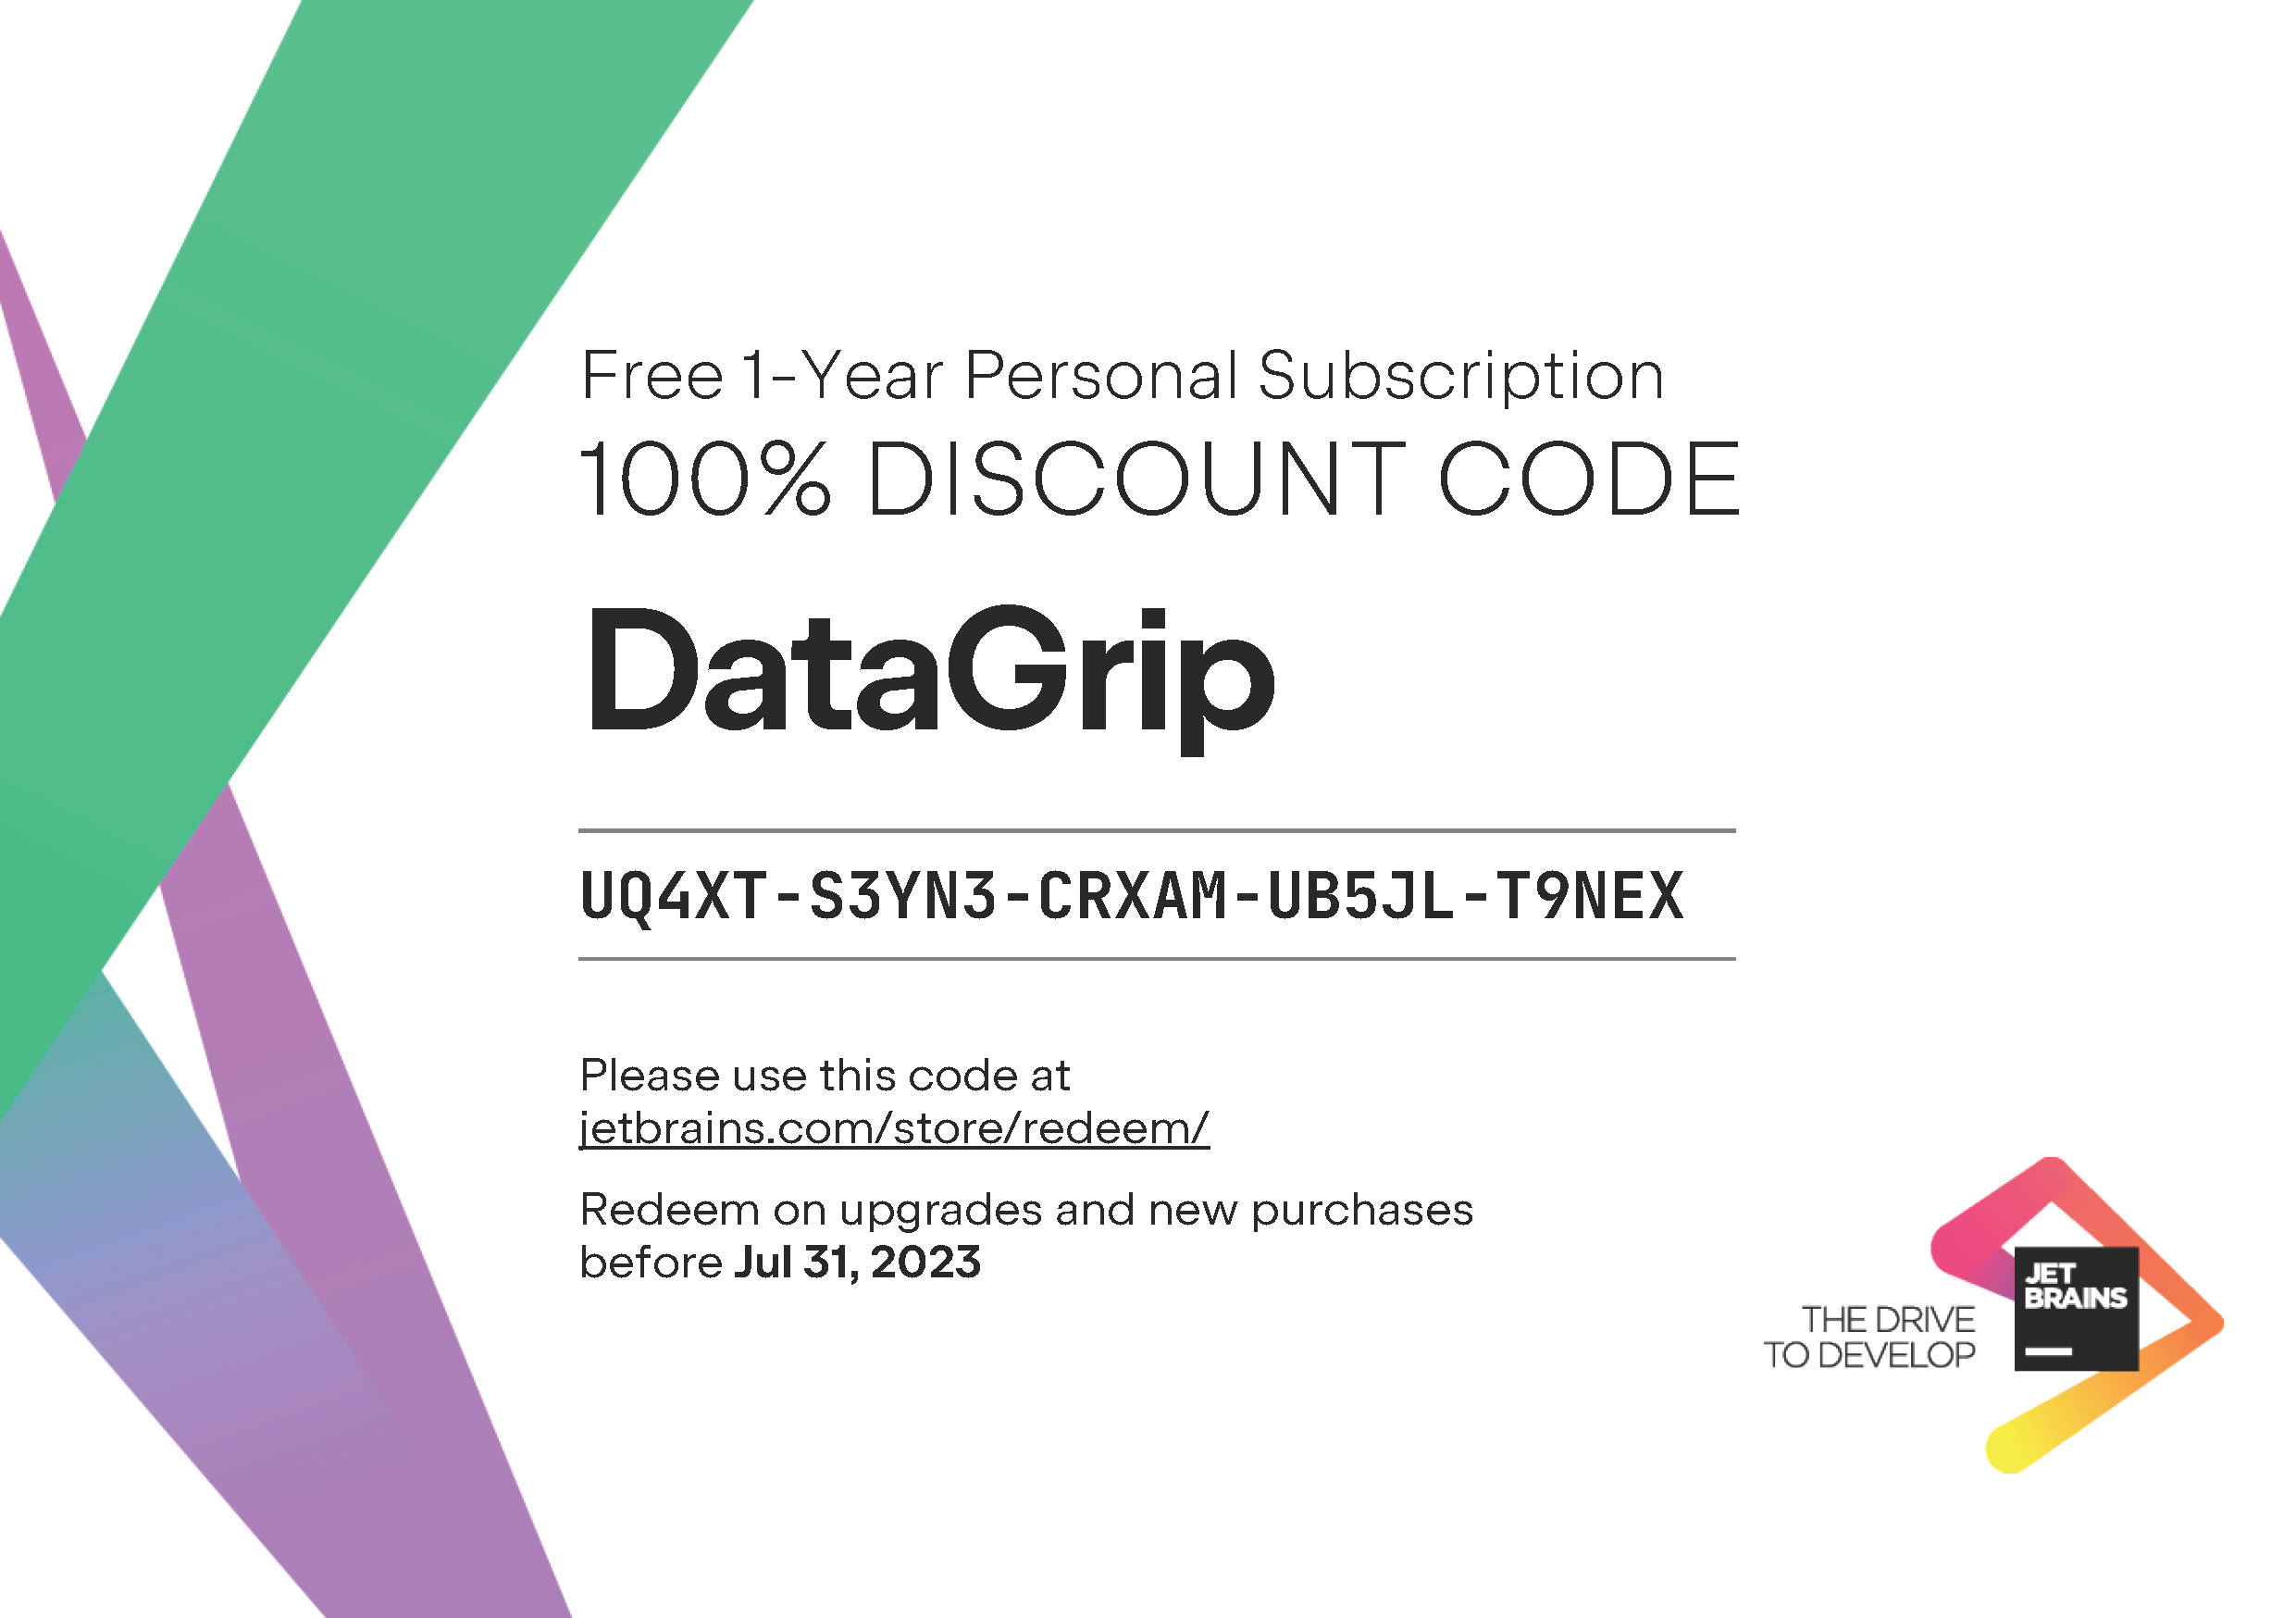 Free 1-Year Personal Subscription
100% DISCOUNT CODE
DataGrip
UQ4XT-S3YN3-CRXAM-UB5JL-T9NEX
Please use this code at
jetbrains.com/store/redeem/
Redeem on upgrades and new purchases
before Jul 31, 2023
THE DRIVE
TO DEVELOP
JET
BRAINS